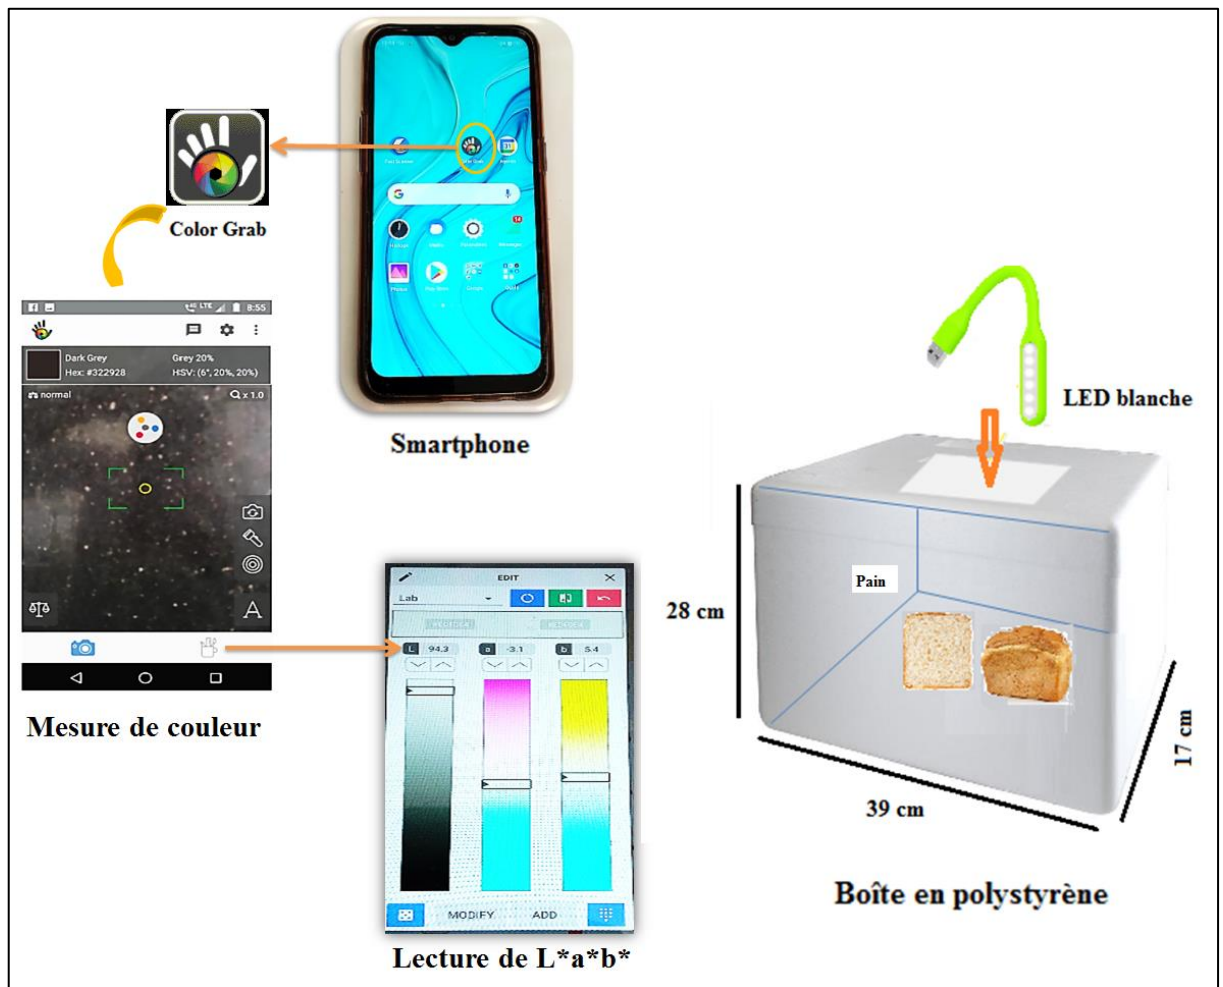 Color Grab
Smartphone
8:55
LTE
Dark Grey
Grey 20%
Hex: #322928
HSV: (6°, 20%, 20%)
normal
x 1.0
A
Mesure de couleur
EDIT
Lab
L 94.3
a -3.1
b 5.4
MODIFY
ADD
Lecture de L*a*b*
LED blanche
Pain
28 cm
17 cm
39 cm
Boîte en polystyrène